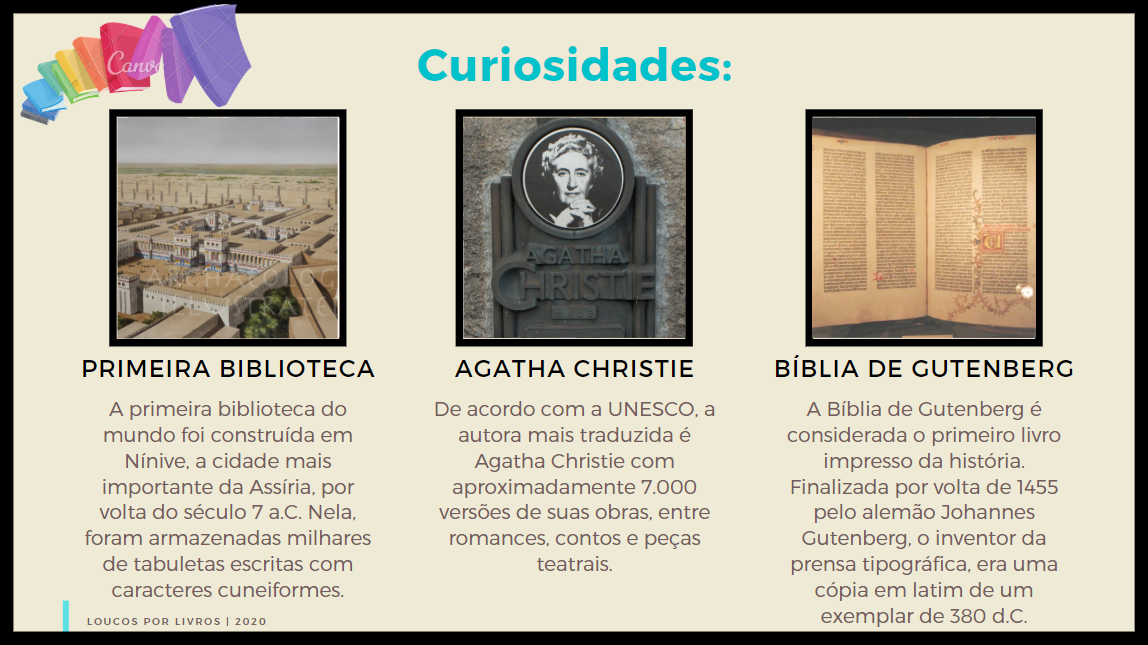 Canva
Curiosidades:
AGATHA
CHRISTIE
PRIMEIRA BIBLIOTECA
A primeira biblioteca do
mundo foi construída em
Nínive, a cidade mais
importante da Assíria, por
volta do século 7 a.C. Nela,
foram armazenadas milhares
de tabuletas escritas com
caracteres cuneiformes.
AGATHA CHRISTIE
De acordo com a UNESCO, a
autora mais traduzida é
Agatha Christie com
aproximadamente 7.000
versões de suas obras, entre
romances, contos e peças
teatrais.
BÍBLIA DE GUTENBERG
A Bíblia de Gutenberg é
considerada o primeiro livro
impresso da história.
Finalizada por volta de 1455
pelo alemão Johannes
Gutenberg, o inventor da
prensa tipográfica, era uma
cópia em latim de um
exemplar de 380 d.C.
LOUCOS POR LIVROS | 2020